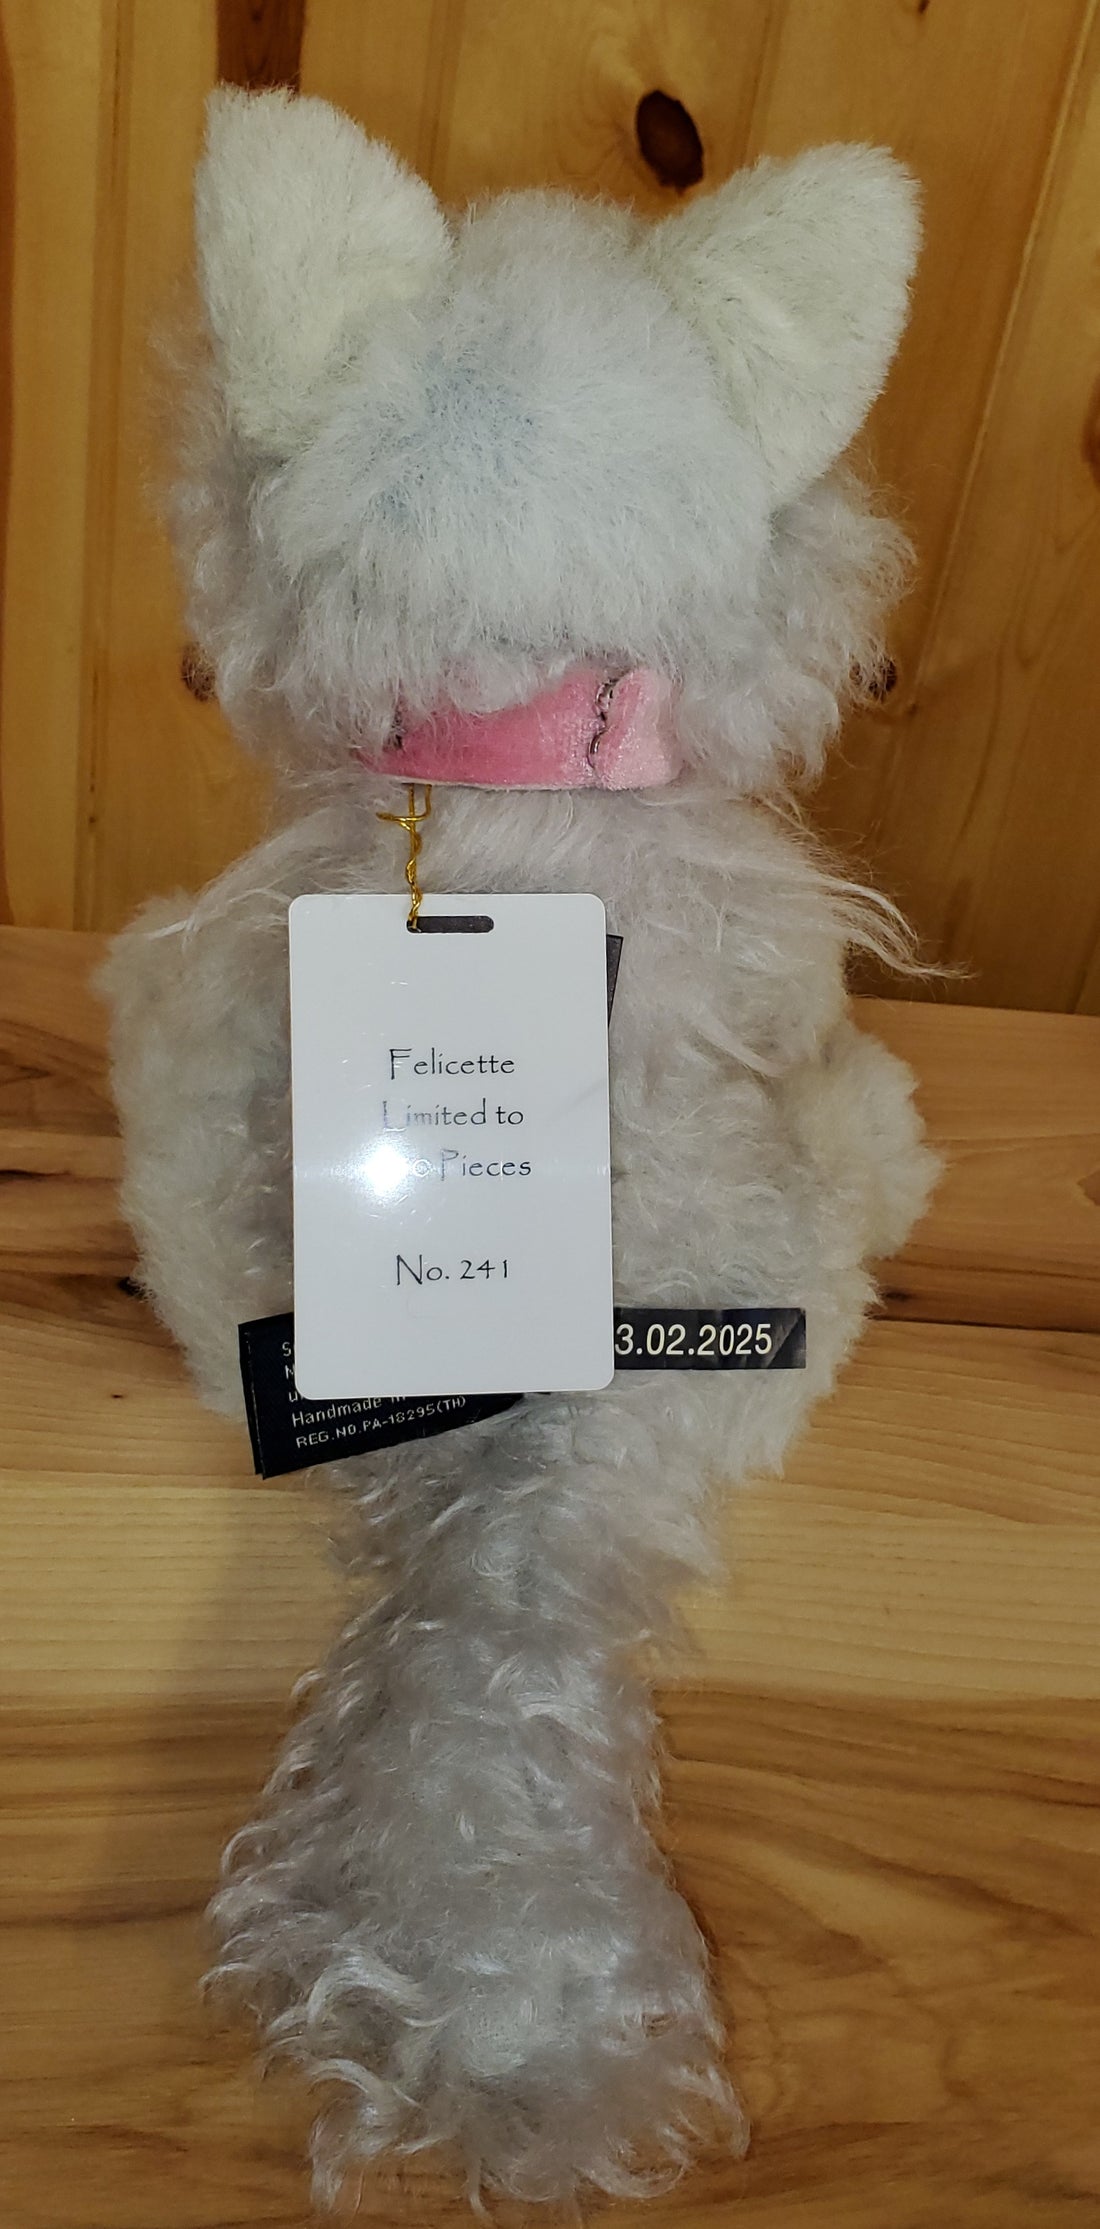 Felicette
Limited to
Pieces
No. 241
3.02.2025
Handmade in
REG.NO.PA-18295(TH)